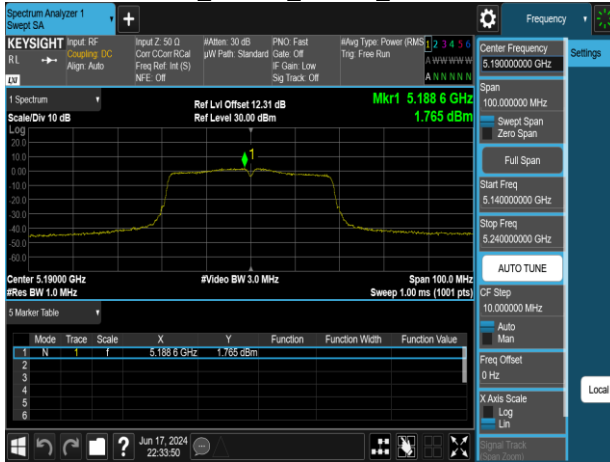 Spectrum Analyzer 1
Swept SA
+
Frequency
KEYSIGHT
RL
LXI
Input: RF
Coupling: DC
Align: Auto
Input Z: 50 Ω
Corr CCorr RCal
Freq Ref: Int (S)
NFE: Off
#Atten: 30 dB
µW Path: Standard
PNO: Fast
Gate: Off
IF Gain: Low
Sig Track: Off
#Avg Type: Power (RMS
Trig: Free Run
1 2 3 4 5 6
A W W W W W
A N N N N N
1 Spectrum
Scale/Div 10 dB
Log
Ref Lvl Offset 12.31 dB
Ref Level 30.00 dBm
Mkr1 5.188 6 GHz
1.765 dBm
1
20.0
10.0
0.00
-10.0
-20.0
-30.0
-40.0
-50.0
-60.0
Center 5.19000 GHz
#Video BW 3.0 MHz
Span 100.0 MHz
#Res BW 1.0 MHz
Sweep 1.00 ms (1001 pts)
5 Marker Table
Mode Trace Scale X Y Function Function Width Function Value
1 N 1 f 5.188 6 GHz 1.765 dBm
2
3
4
5
6
Center Frequency
5.190000000 GHz
Span
100.000000 MHz
Swept Span
Zero Span
Full Span
Start Freq
5.140000000 GHz
Stop Freq
5.240000000 GHz
AUTO TUNE
CF Step
10.000000 MHz
Auto
Man
Freq Offset
0 Hz
X Axis Scale
Log
Lin
Signal Track
(Span Zoom)
Settings
Local
?
Jun 17, 2024
22:33:50